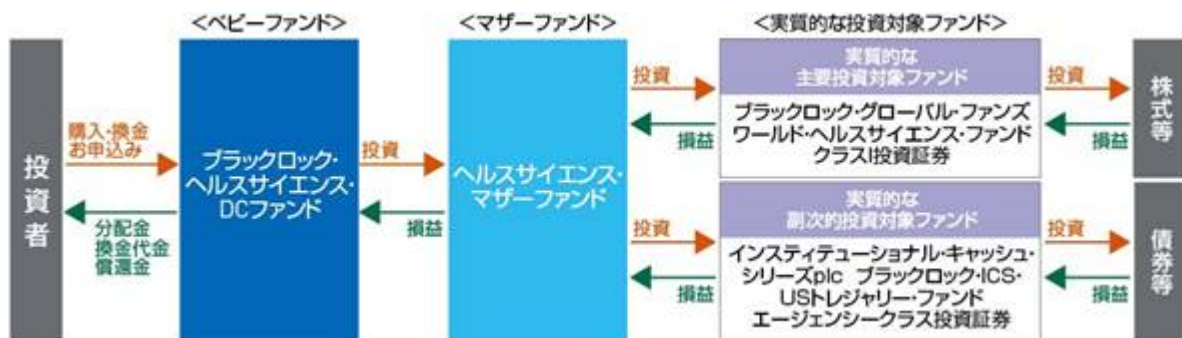 <ベビーファンド>
<マザーファンド>
<実質的な投資対象ファンド>
投資者
購入・換金
お申込み
分配金
換金代金
償還金
ブラックロック・
ヘルスサイエンス・
DCファンド
投資
損益
ヘルスサイエンス・
マザーファンド
投資
損益
実質的な
主要投資対象ファンド
ブラックロック・グローバル・ファンズ
ワールド・ヘルスサイエンス・ファンド
クラスI投資証券
投資
損益
株式等
投資
損益
実質的な
副次的投資対象ファンド
インスティテューショナル・キャッシュ・
シリーズplc ブラックロック・ICS・
USトレジャリー・ファンド
エージェンシークラス投資証券
投資
損益
債券等